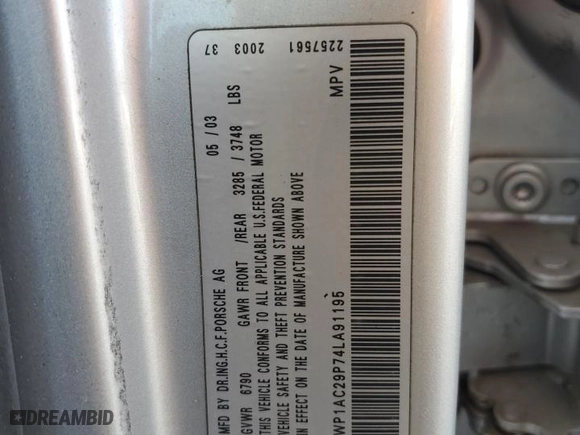 37 2003 2257561
MFD BY DR.ING.H.C.F.PORSCHE AG 05 / 03
GVWR 6790 GAWR FRONT /REAR 3285 / 3748 LBS
THIS VEHICLE CONFORMS TO ALL APPLICABLE U.S.FEDERAL MOTOR
VEHICLE SAFETY AND THEFT PREVENTION STANDARDS
IN EFFECT ON THE DATE OF MANUFACTURE SHOWN ABOVE
WP1AC29P74LA91195 MPV
DREAMBID